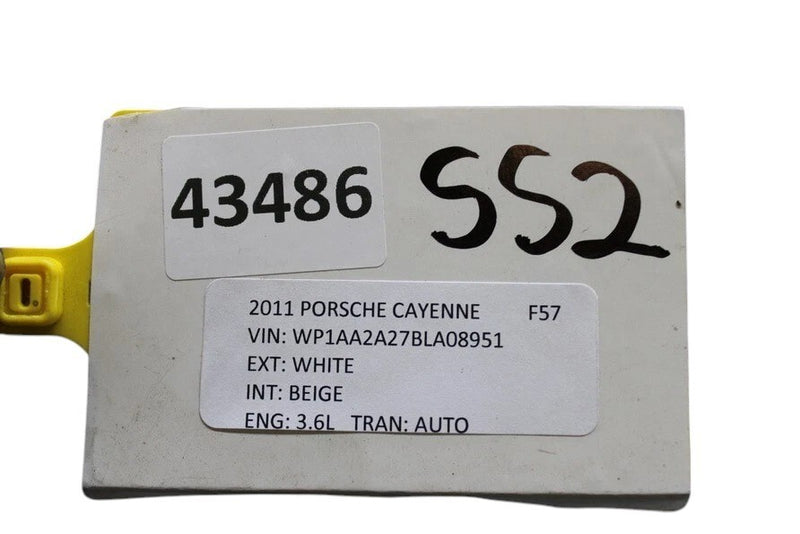 43486
SS2
2011 PORSCHE CAYENNE F57
VIN: WP1AA2A27BLA08951
EXT: WHITE
INT: BEIGE
ENG: 3.6L TRAN: AUTO